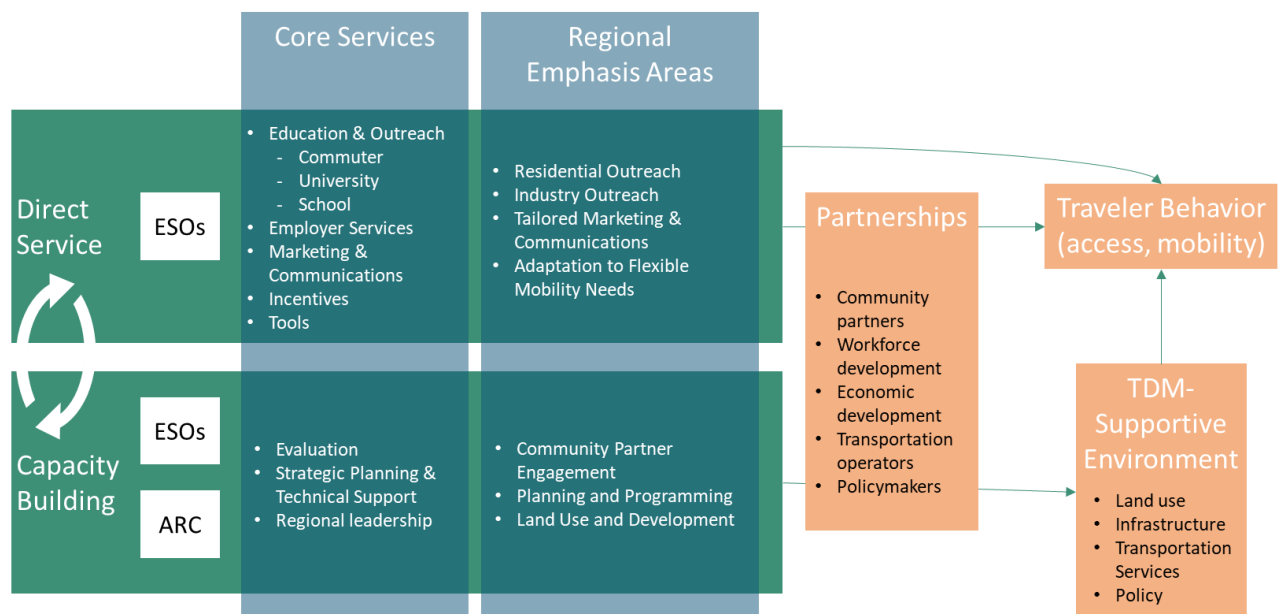 Core Services
Regional
Emphasis Areas
Direct
Service
ESOs
• Education & Outreach
- Commuter
- University
- School
• Employer Services
• Marketing &
Communications
• Incentives
• Tools
• Residential Outreach
• Industry Outreach
• Tailored Marketing &
Communications
• Adaptation to Flexible
Mobility Needs
Capacity
Building
ESOs
ARC
• Evaluation
• Strategic Planning &
Technical Support
• Regional leadership
• Community Partner
Engagement
• Planning and Programming
• Land Use and Development
Partnerships
• Community
partners
• Workforce
development
• Economic
development
• Transportation
operators
• Policymakers
Traveler Behavior
(access, mobility)
TDM-
Supportive
Environment
• Land use
• Infrastructure
• Transportation
Services
• Policy